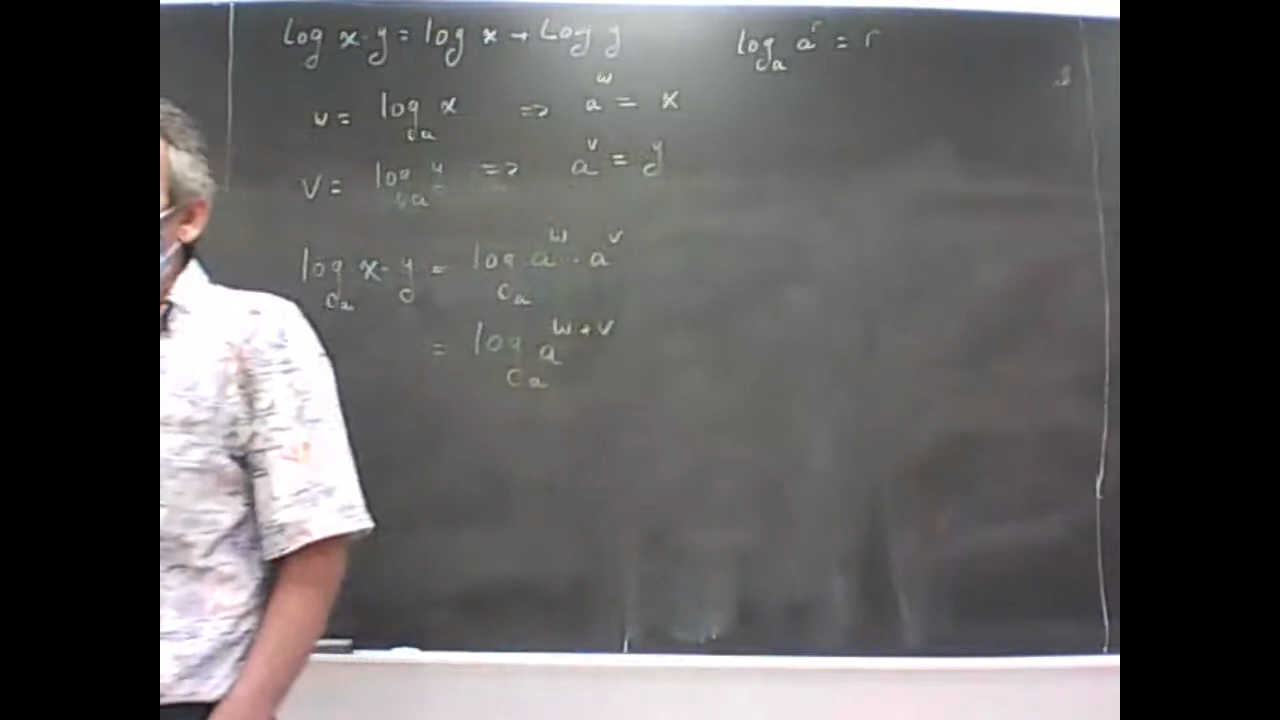 log x·y = log x + log y
log_a a^r = r
w = log_a x => a^w = x
v = log_a y => a^v = y
log_a x·y = log_a a^w · a^v
= log_a a^(w+v)